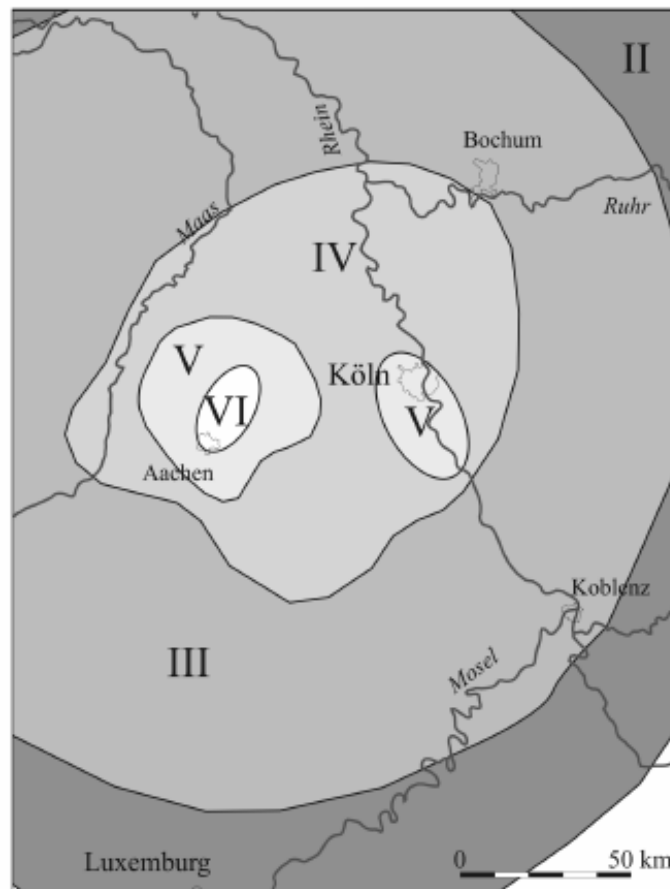 II
Bochum
Rhein
Ruhr
Maas
IV
V
Köln
VI
V
Aachen
Koblenz
III
Mosel
Luxemburg
0 50 km